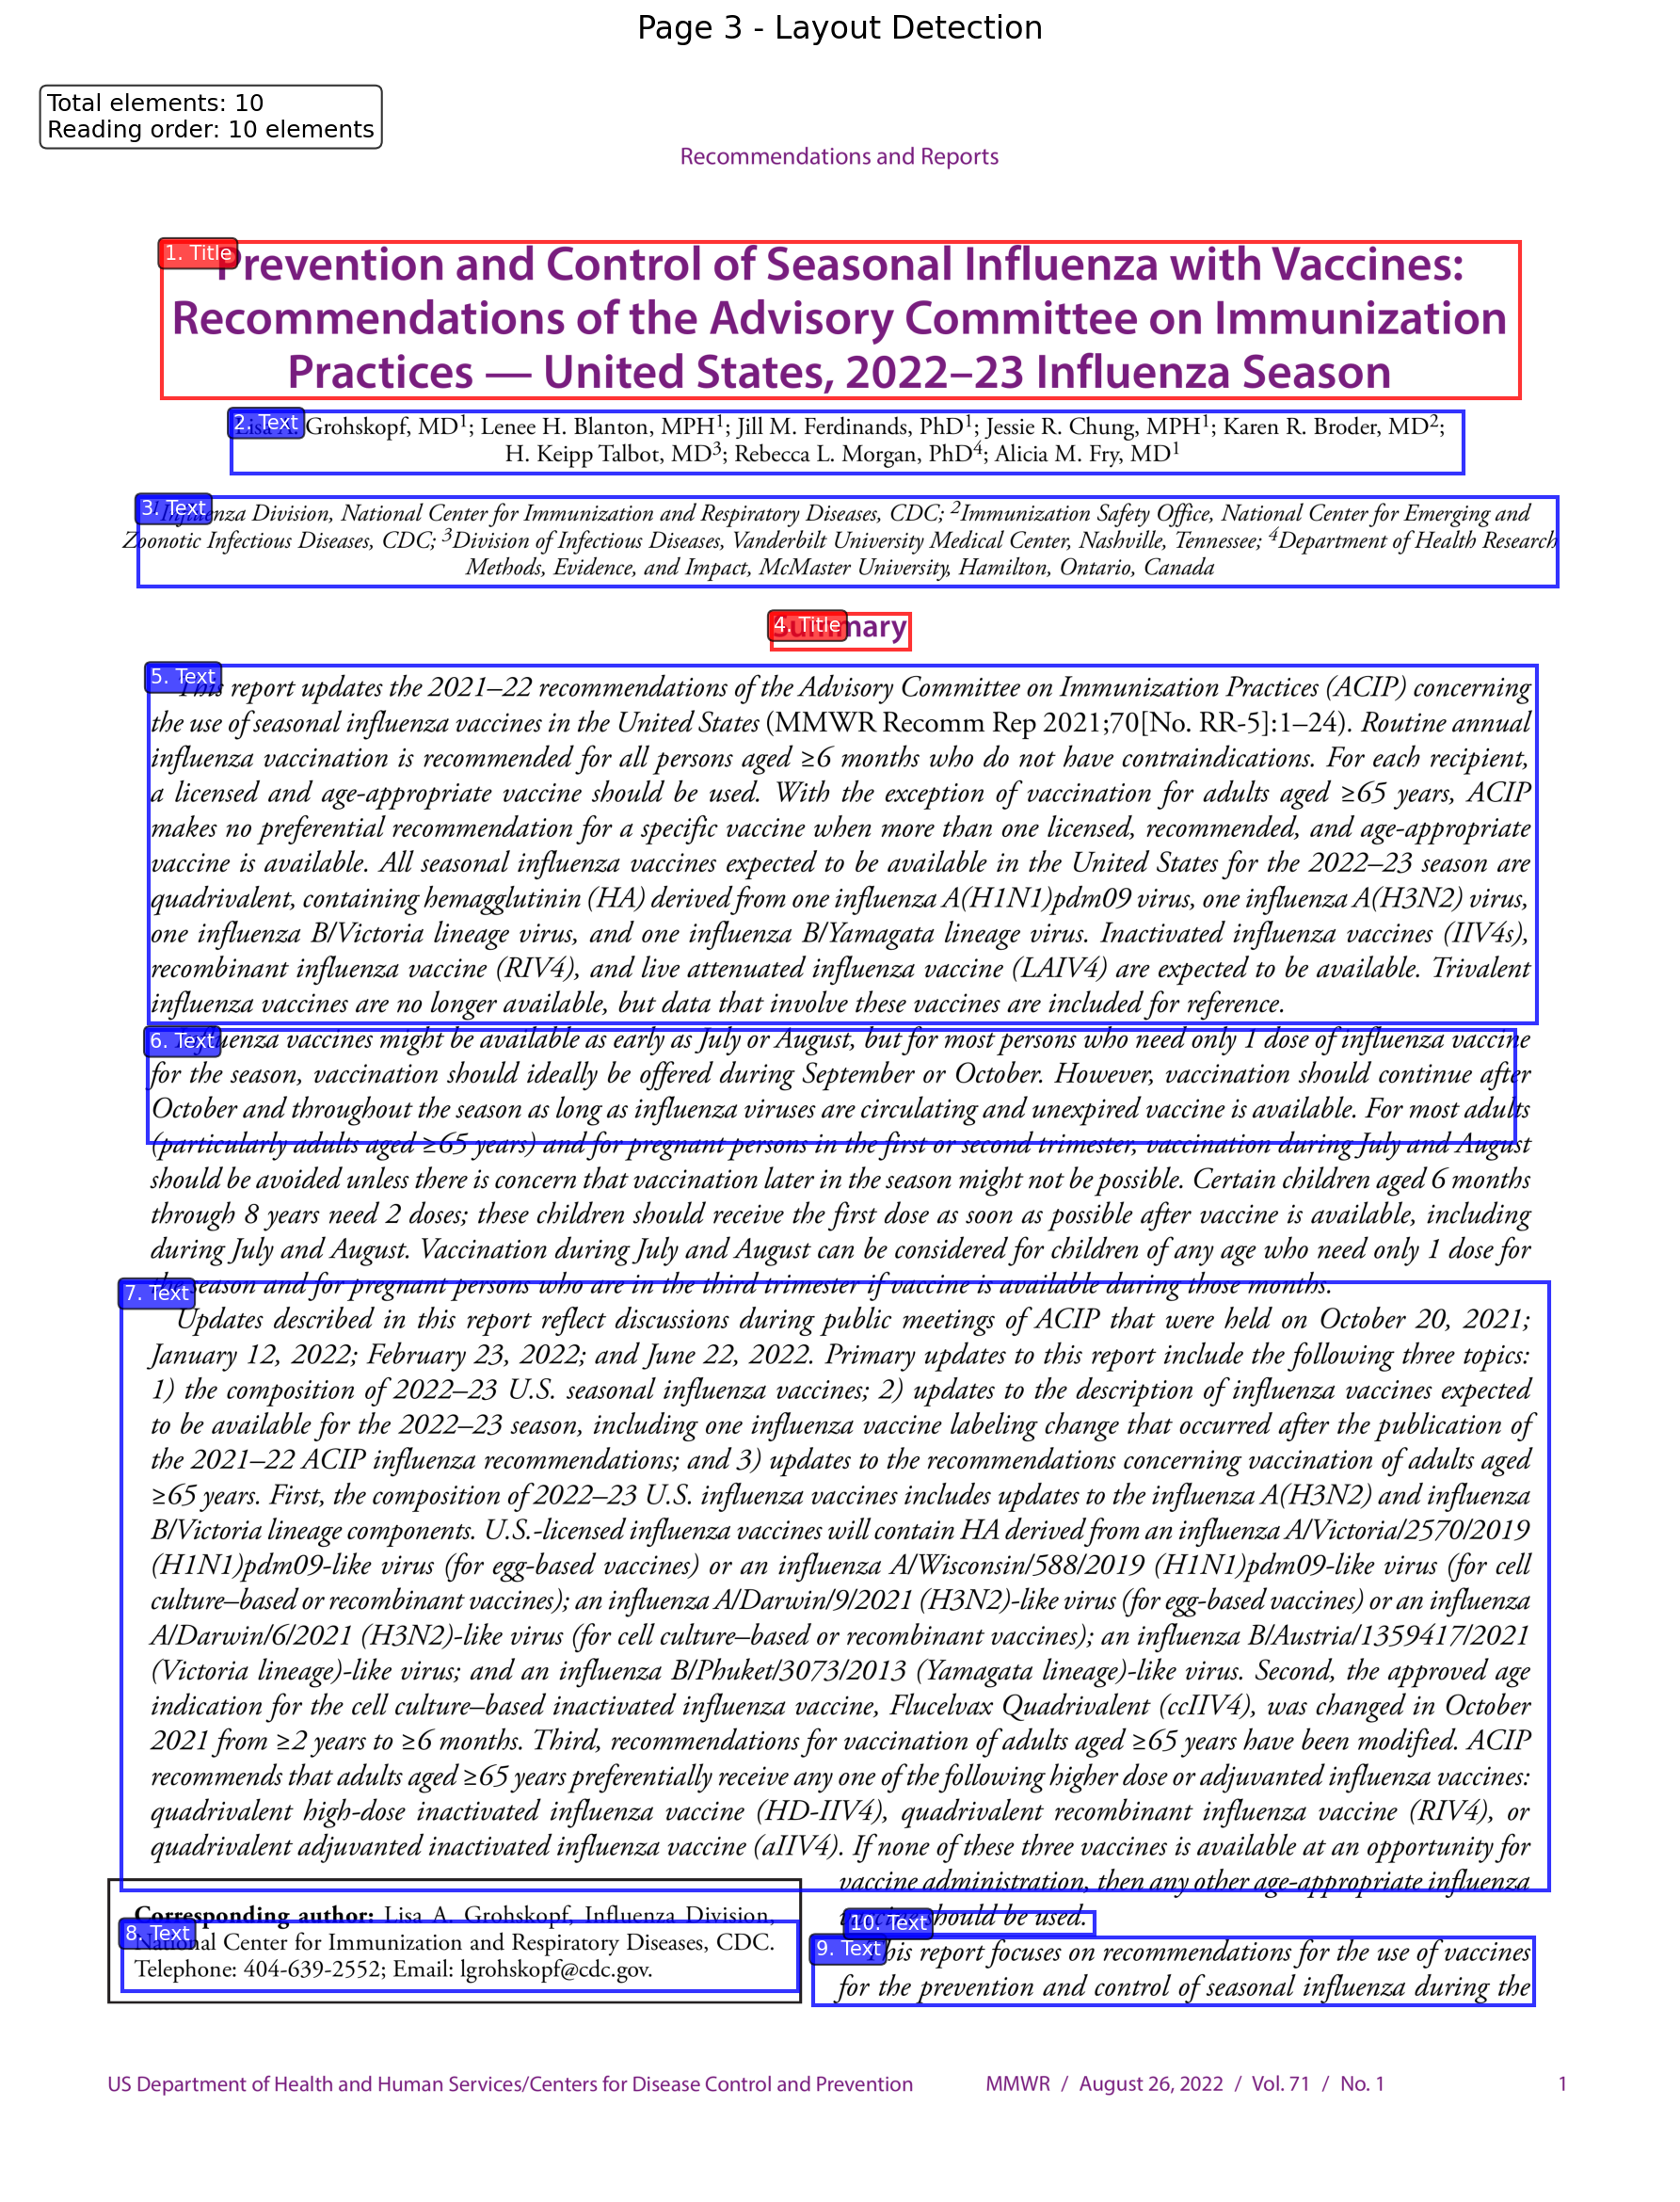 Page 3 - Layout Detection
Total elements: 10
Reading order: 10 elements
Recommendations and Reports
1. Title
Prevention and Control of Seasonal Influenza with Vaccines:
Recommendations of the Advisory Committee on Immunization
Practices — United States, 2022–23 Influenza Season
2. Text
Lisa A. Grohskopf, MD1; Lenee H. Blanton, MPH1; Jill M. Ferdinands, PhD1; Jessie R. Chung, MPH1; Karen R. Broder, MD2;
H. Keipp Talbot, MD3; Rebecca L. Morgan, PhD4; Alicia M. Fry, MD1
3. Text
1Influenza Division, National Center for Immunization and Respiratory Diseases, CDC; 2Immunization Safety Office, National Center for Emerging and
Zoonotic Infectious Diseases, CDC; 3Division of Infectious Diseases, Vanderbilt University Medical Center, Nashville, Tennessee; 4Department of Health Research
Methods, Evidence, and Impact, McMaster University, Hamilton, Ontario, Canada
4. Title
Summary
5. Text
This report updates the 2021–22 recommendations of the Advisory Committee on Immunization Practices (ACIP) concerning
the use of seasonal influenza vaccines in the United States (MMWR Recomm Rep 2021;70[No. RR-5]:1–24). Routine annual
influenza vaccination is recommended for all persons aged ≥6 months who do not have contraindications. For each recipient,
a licensed and age-appropriate vaccine should be used. With the exception of vaccination for adults aged ≥65 years, ACIP
makes no preferential recommendation for a specific vaccine when more than one licensed, recommended, and age-appropriate
vaccine is available. All seasonal influenza vaccines expected to be available in the United States for the 2022–23 season are
quadrivalent, containing hemagglutinin (HA) derived from one influenza A(H1N1)pdm09 virus, one influenza A(H3N2) virus,
one influenza B/Victoria lineage virus, and one influenza B/Yamagata lineage virus. Inactivated influenza vaccines (IIV4s),
recombinant influenza vaccine (RIV4), and live attenuated influenza vaccine (LAIV4) are expected to be available. Trivalent
influenza vaccines are no longer available, but data that involve these vaccines are included for reference.
6. Text
Influenza vaccines might be available as early as July or August, but for most persons who need only 1 dose of influenza vaccine
for the season, vaccination should ideally be offered during September or October. However, vaccination should continue after
October and throughout the season as long as influenza viruses are circulating and unexpired vaccine is available. For most adults
(particularly adults aged ≥65 years) and for pregnant persons in the first or second trimester, vaccination during July and August
should be avoided unless there is concern that vaccination later in the season might not be possible. Certain children aged 6 months
through 8 years need 2 doses; these children should receive the first dose as soon as possible after vaccine is available, including
during July and August. Vaccination during July and August can be considered for children of any age who need only 1 dose for
the season and for pregnant persons who are in the third trimester if vaccine is available during those months.
7. Text
Updates described in this report reflect discussions during public meetings of ACIP that were held on October 20, 2021;
January 12, 2022; February 23, 2022; and June 22, 2022. Primary updates to this report include the following three topics:
1) the composition of 2022–23 U.S. seasonal influenza vaccines; 2) updates to the description of influenza vaccines expected
to be available for the 2022–23 season, including one influenza vaccine labeling change that occurred after the publication of
the 2021–22 ACIP influenza recommendations; and 3) updates to the recommendations concerning vaccination of adults aged
≥65 years. First, the composition of 2022–23 U.S. influenza vaccines includes updates to the influenza A(H3N2) and influenza
B/Victoria lineage components. U.S.-licensed influenza vaccines will contain HA derived from an influenza A/Victoria/2570/2019
(H1N1)pdm09-like virus (for egg-based vaccines) or an influenza A/Wisconsin/588/2019 (H1N1)pdm09-like virus (for cell
culture–based or recombinant vaccines); an influenza A/Darwin/9/2021 (H3N2)-like virus (for egg-based vaccines) or an influenza
A/Darwin/6/2021 (H3N2)-like virus (for cell culture–based or recombinant vaccines); an influenza B/Austria/1359417/2021
(Victoria lineage)-like virus; and an influenza B/Phuket/3073/2013 (Yamagata lineage)-like virus. Second, the approved age
indication for the cell culture–based inactivated influenza vaccine, Flucelvax Quadrivalent (ccIIV4), was changed in October
2021 from ≥2 years to ≥6 months. Third, recommendations for vaccination of adults aged ≥65 years have been modified. ACIP
recommends that adults aged ≥65 years preferentially receive any one of the following higher dose or adjuvanted influenza vaccines:
quadrivalent high-dose inactivated influenza vaccine (HD-IIV4), quadrivalent recombinant influenza vaccine (RIV4), or
quadrivalent adjuvanted inactivated influenza vaccine (aIIV4). If none of these three vaccines is available at an opportunity for
vaccine administration, then any other age-appropriate influenza
vaccine should be used.
10. Text
9. Text
This report focuses on recommendations for the use of vaccines
for the prevention and control of seasonal influenza during the
Corresponding author: Lisa A. Grohskopf, Influenza Division,
8. Text
National Center for Immunization and Respiratory Diseases, CDC.
Telephone: 404-639-2552; Email: lgrohskopf@cdc.gov.
US Department of Health and Human Services/Centers for Disease Control and Prevention
MMWR / August 26, 2022 / Vol. 71 / No. 1
1